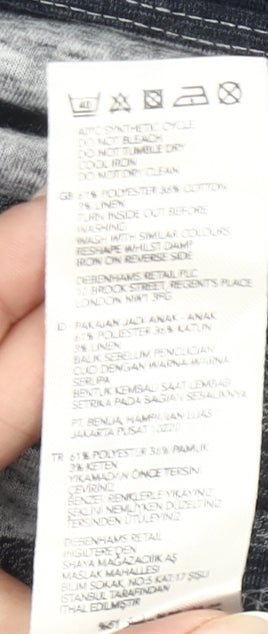 40°C SYNTHETIC CYCLE
DO NOT BLEACH
DO NOT TUMBLE DRY
COOL IRON
DO NOT DRY CLEAN
GB 61% POLYESTER 36% COTTON
3% LINEN
TURN INSIDE OUT BEFORE
WASHING
WASH WITH SIMILAR COLOURS
RESHAPE WHILST DAMP
IRON ON REVERSE SIDE
DEBENHAMS RETAIL PLC
10 BROOK STREET, REGENT'S PLACE
LONDON NW1 3FG
ID PAKAIAN JADI ANAK - ANAK
61% POLIESTER 36% KATUN
3% LINEN
BALIK SEBELUM PENCUCIAN
CUCI DENGAN WARNA-WARNA
SERUPA
BENTUK KEMBALI SAAT LEMBAB
SETRIKA PADA BAGIAN SEBALIKNYA
PT. BENUA HAMPARAN LUAS
JAKARTA PUSAT 10220
TR 61% POLYESTER 36% PAMUK
3% KETEN
YIKAMADAN ÖNCE TERSİNİ
ÇEVİRİNİZ
BENZER RENKLERLE YIKAYINIZ
ŞEKLİNİ NEMLİYKEN DÜZELTİNİZ
TERSİNDEN ÜTÜLEYİNİZ
DEBENHAMS RETAIL
İNGİLTERE'DEN
SHAYA MAĞAZACILIK AŞ
MASLAK MAHALLESİ
BİLİM SOKAK, NO:5 KAT:17 ŞİŞLİ
İSTANBUL TARAFINDAN
İTHAL EDİLMİŞTİR